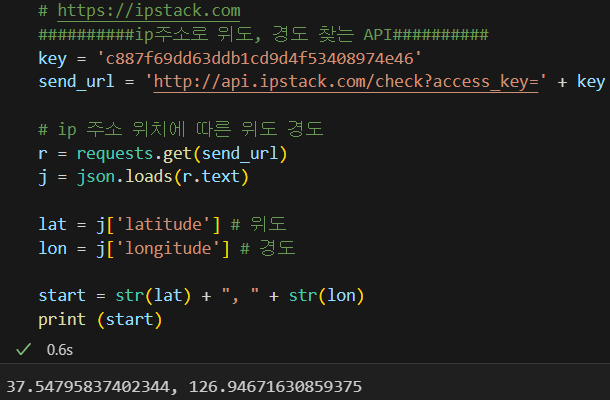 # https://ipstack.com
##########ip주소로 위도, 경도 찾는 API##########
key = 'c887f69dd63ddb1cd9d4f53408974e46'
send_url = 'http://api.ipstack.com/check?access_key=' + key
# ip 주소 위치에 따른 위도 경도
r = requests.get(send_url)
j = json.loads(r.text)
lat = j['latitude'] # 위도
lon = j['longitude'] # 경도
start = str(lat) + ", " + str(lon)
print (start)
0.6s
37.54795837402344, 126.94671630859375